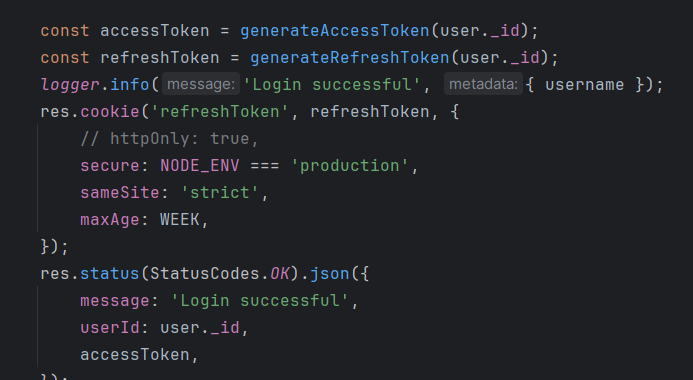 const accessToken = generateAccessToken(user._id);
const refreshToken = generateRefreshToken(user._id);
logger.info( message: 'Login successful', metadata: { username });
res.cookie('refreshToken', refreshToken, {
// httpOnly: true,
secure: NODE_ENV === 'production',
sameSite: 'strict',
maxAge: WEEK,
});
res.status(StatusCodes.OK).json({
message: 'Login successful',
userId: user._id,
accessToken,
});